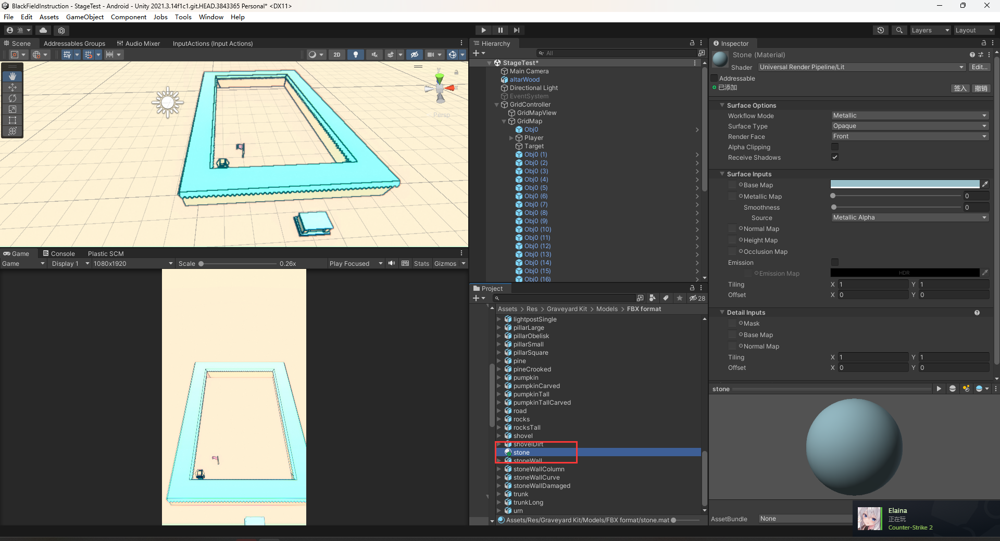 BlackFieldInstruction - StageTest - Android - Unity 2021.3.14f1c1.git.HEAD.3843365 Personal* <DX11>
File Edit Assets GameObject Component Jobs Tools Window Help
渔
Layers Layout
Scene Addressables Groups Audio Mixer InputActions (Input Actions)
2D
Y
Persp
Game Console Plastic SCM
Game Display 1 1080x1920 Scale 0.26x Play Focused Stats Gizmos
Hierarchy
All
StageTest*
Main Camera
altarWood
Directional Light
EventSystem
GridController
GridMapView
GridMap
Obj0
Player
Target
Obj0 (1)
Obj0 (2)
Obj0 (3)
Obj0 (4)
Obj0 (5)
Obj0 (6)
Obj0 (7)
Obj0 (8)
Obj0 (9)
Obj0 (10)
Obj0 (11)
Obj0 (12)
Obj0 (13)
Obj0 (14)
Obj0 (15)
Obj0 (16)
Project
28
Assets > Res > Graveyard Kit > Models > FBX format
lightpostSingle
pillarLarge
pillarObelisk
pillarSmall
pillarSquare
pine
pineCrooked
pumpkin
pumpkinCarved
pumpkinTall
pumpkinTallCarved
road
rocks
rocksTall
shovel
shovelDirt
stone
stoneWall
stoneWallColumn
stoneWallCurve
stoneWallDamaged
trunk
trunkLong
urn
Assets/Res/Graveyard Kit/Models/FBX format/stone.mat
Inspector
Stone (Material)
Shader Universal Render Pipeline/Lit Edit...
Addressable
已添加 签入 撤销
Surface Options
Workflow Mode Metallic
Surface Type Opaque
Render Face Front
Alpha Clipping
Receive Shadows
Surface Inputs
Base Map
Metallic Map 0
Smoothness 0
Source Metallic Alpha
Normal Map
Height Map
Occlusion Map
Emission
Emission Map HDR
Tiling X 1 Y 1
Offset X 0 Y 0
Detail Inputs
Mask
Base Map
Normal Map
Tiling X 1 Y 1
Offset X 0 Y 0
stone
AssetBundle None
Elaina
正在玩
Counter-Strike 2